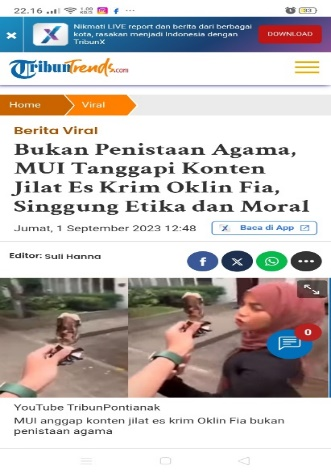 22.16
33
Nikmati LIVE report dan berita dari berbagai
kota, rasakan menjadi Indonesia dengan
TribunX
DOWNLOAD
TribunTrends.com
Home
Viral
Berita Viral
Bukan Penistaan Agama,
MUI Tanggapi Konten
Jilat Es Krim Oklin Fia,
Singgung Etika dan Moral
Jumat, 1 September 2023 12:48
Baca di App
Editor: Suli Hanna
0
YouTube TribunPontianak
MUI anggap konten jilat es krim Oklin Fia bukan
penistaan agama